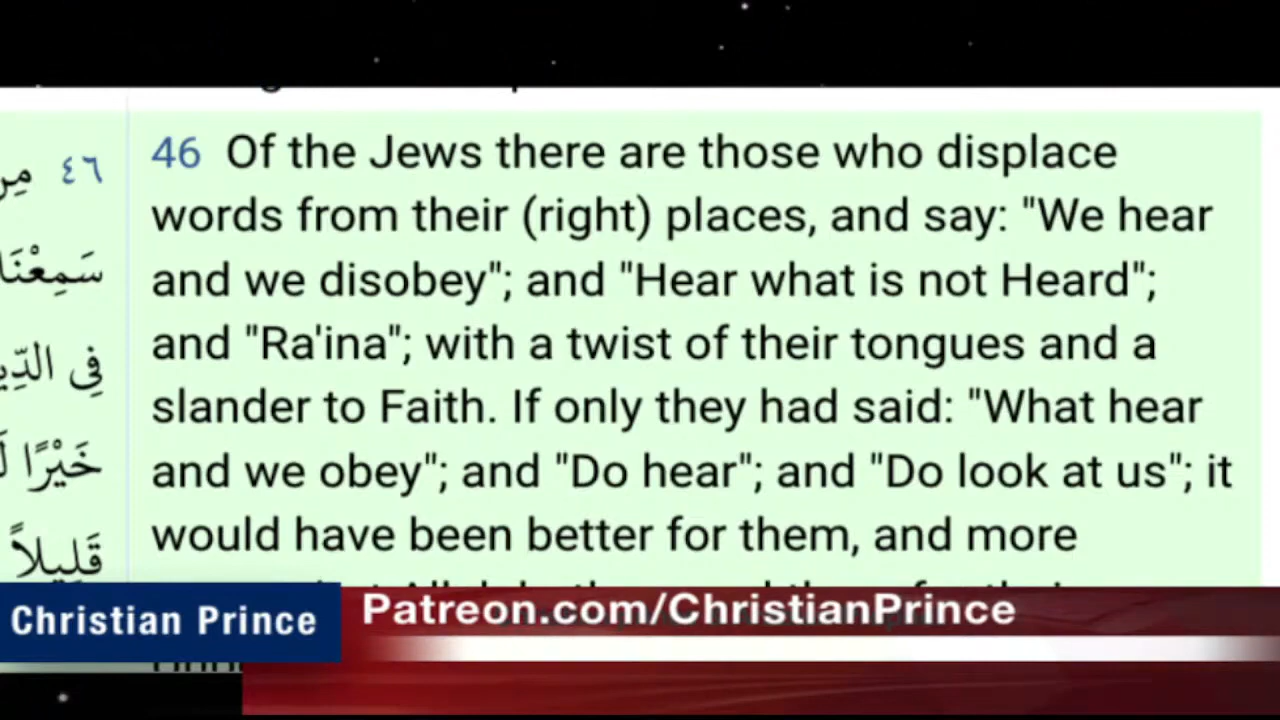 46 Of the Jews there are those who displace
words from their (right) places, and say: "We hear
and we disobey"; and "Hear what is not Heard";
and "Ra'ina"; with a twist of their tongues and a
slander to Faith. If only they had said: "What hear
and we obey"; and "Do hear"; and "Do look at us"; it
would have been better for them, and more
٤٦ مِن
سَمِعْنَا
فِي
خَيْرًا
قَلِيلاً
Christian Prince
Patreon.com/ChristianPrince